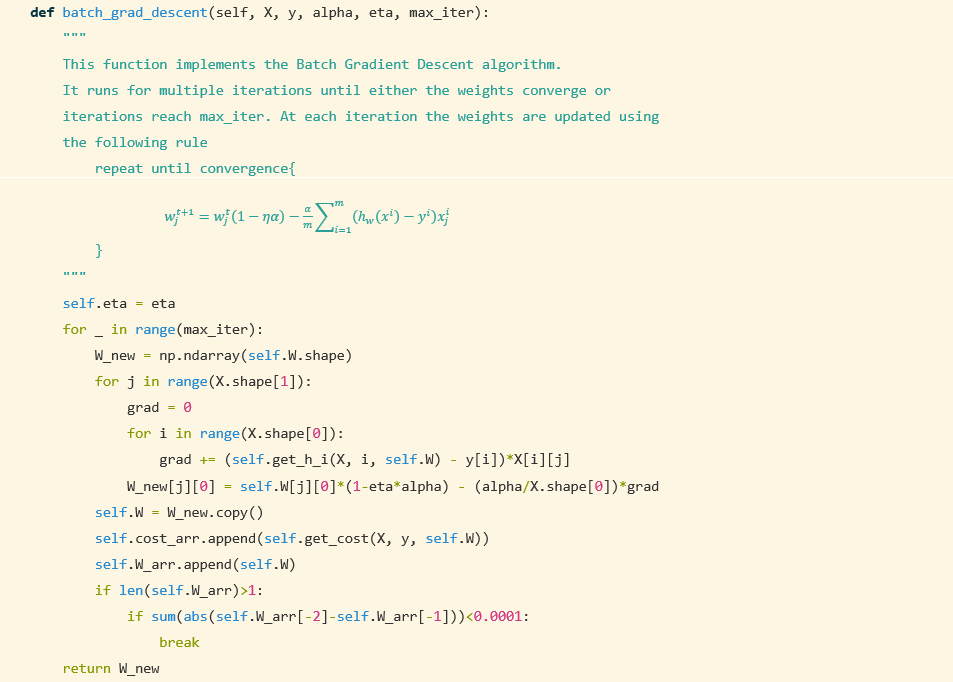 def batch_grad_descent(self, X, y, alpha, eta, max_iter):
    """
    This function implements the Batch Gradient Descent algorithm.
    It runs for multiple iterations until either the weights converge or
    iterations reach max_iter. At each iteration the weights are updated using
    the following rule
        repeat until convergence{
            w_j^{t+1} = w_j^t(1 − ηα) − \frac{α}{m}∑_{i=1}^{m}(h_w(x^i) − y^i)x_j^i
        }
    """
    self.eta = eta
    for _ in range(max_iter):
        W_new = np.ndarray(self.W.shape)
        for j in range(X.shape[1]):
            grad = 0
            for i in range(X.shape[0]):
                grad += (self.get_h_i(X, i, self.W) - y[i])*X[i][j]
            W_new[j][0] = self.W[j][0]*(1-eta*alpha) - (alpha/X.shape[0])*grad
        self.W = W_new.copy()
        self.cost_arr.append(self.get_cost(X, y, self.W))
        self.W_arr.append(self.W)
        if len(self.W_arr)>1:
            if sum(abs(self.W_arr[-2]-self.W_arr[-1]))<0.0001:
                break
    return W_new